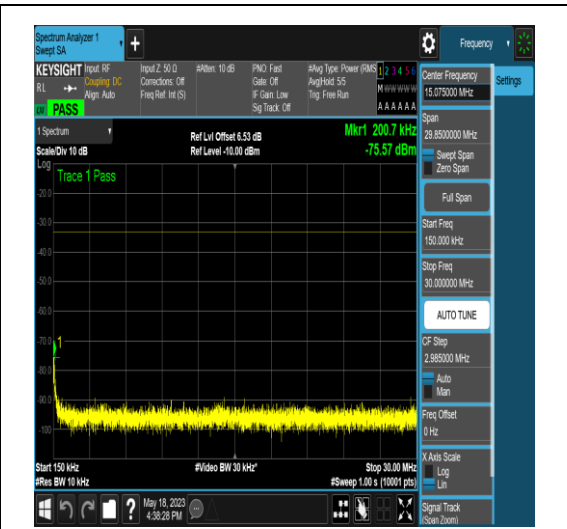 Spectrum Analyzer 1
Swept SA
Frequency
KEYSIGHT
RL
PASS
Input: RF
Coupling: DC
Align: Auto
Input Z: 50 Ω
Corrections: Off
Freq Ref: Int (S)
#Atten: 10 dB
PNO: Fast
Gate: Off
IF Gain: Low
Sig Track: Off
#Avg Type: Power (RMS
Avg|Hold: 5/5
Trig: Free Run
1 2 3 4 5 6
M W W W W W
A A A A A A
1 Spectrum
Scale/Div 10 dB
Ref Lvl Offset 6.53 dB
Ref Level -10.00 dBm
Mkr1 200.7 kHz
-75.57 dBm
Log
Trace 1 Pass
-20.0
-30.0
-40.0
-50.0
-60.0
-70.0
-80.0
-90.0
-100
1
Start 150 kHz
#Res BW 10 kHz
#Video BW 30 kHz*
Stop 30.00 MHz
#Sweep 1.00 s (10001 pts)
May 18, 2023
4:38:28 PM
Center Frequency
15.075000 MHz
Settings
Span
29.8500000 MHz
Swept Span
Zero Span
Full Span
Start Freq
150.000 kHz
Stop Freq
30.000000 MHz
AUTO TUNE
CF Step
2.985000 MHz
Auto
Man
Freq Offset
0 Hz
X Axis Scale
Log
Lin
Signal Track
(Span Zoom)